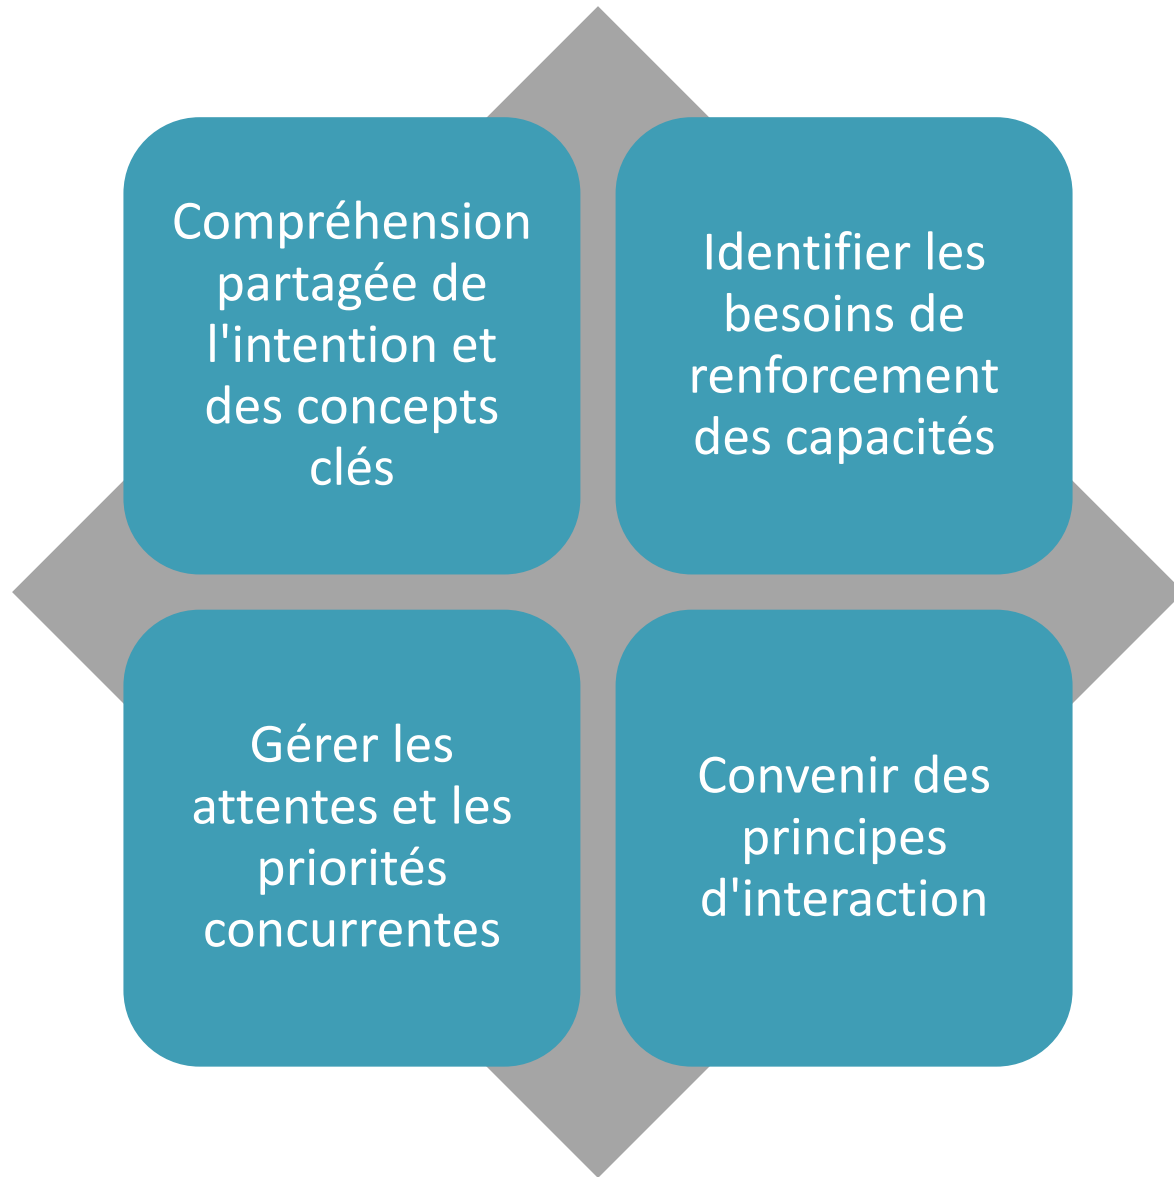 Compréhension
partagée de
l'intention et
des concepts
clés
Identifier les
besoins de
renforcement
des capacités
Gérer les
attentes et les
priorités
concurrentes
Convenir des
principes
d'interaction